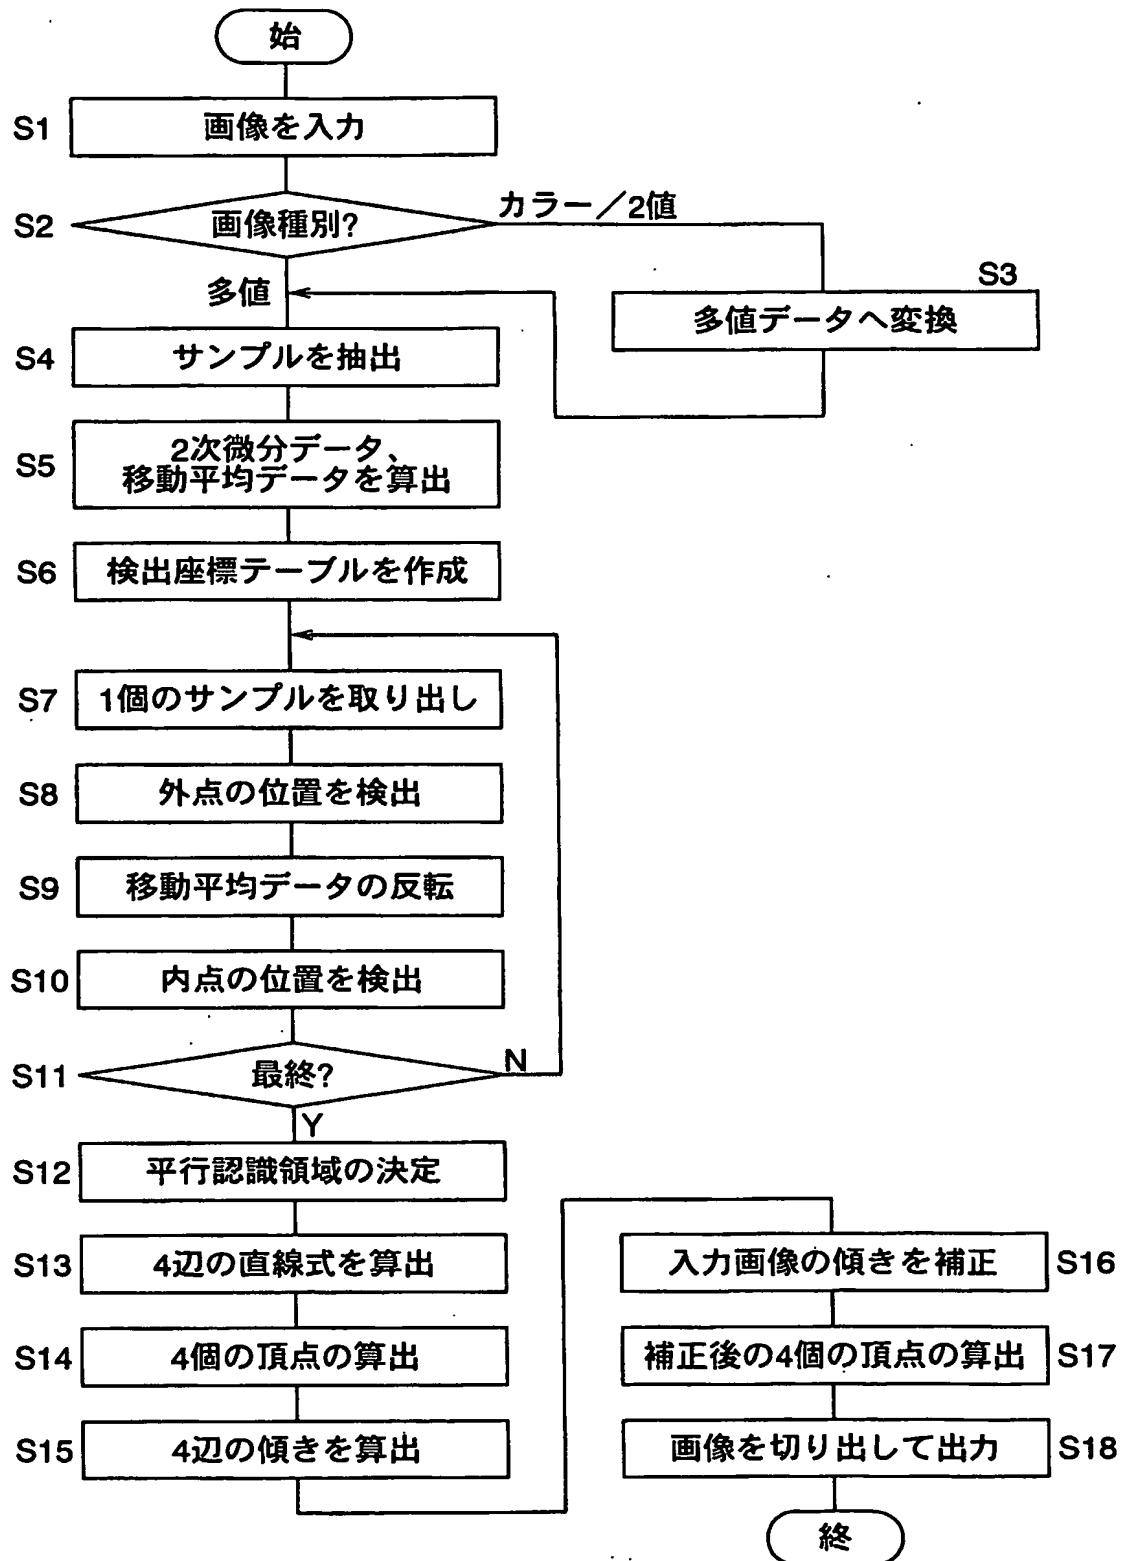 始
S1
画像を入力
S2
画像種別?
カラー/2値
多値
S3
多値データへ変換
S4
サンプルを抽出
S5
2次微分データ、
移動平均データを算出
S6
検出座標テーブルを作成
S7
1個のサンプルを取り出し
S8
外点の位置を検出
S9
移動平均データの反転
S10
内点の位置を検出
S11
最終?
N
Y
S12
平行認識領域の決定
S13
4辺の直線式を算出
S14
4個の頂点の算出
S15
4辺の傾きを算出
入力画像の傾きを補正
S16
補正後の4個の頂点の算出
S17
画像を切り出して出力
S18
終